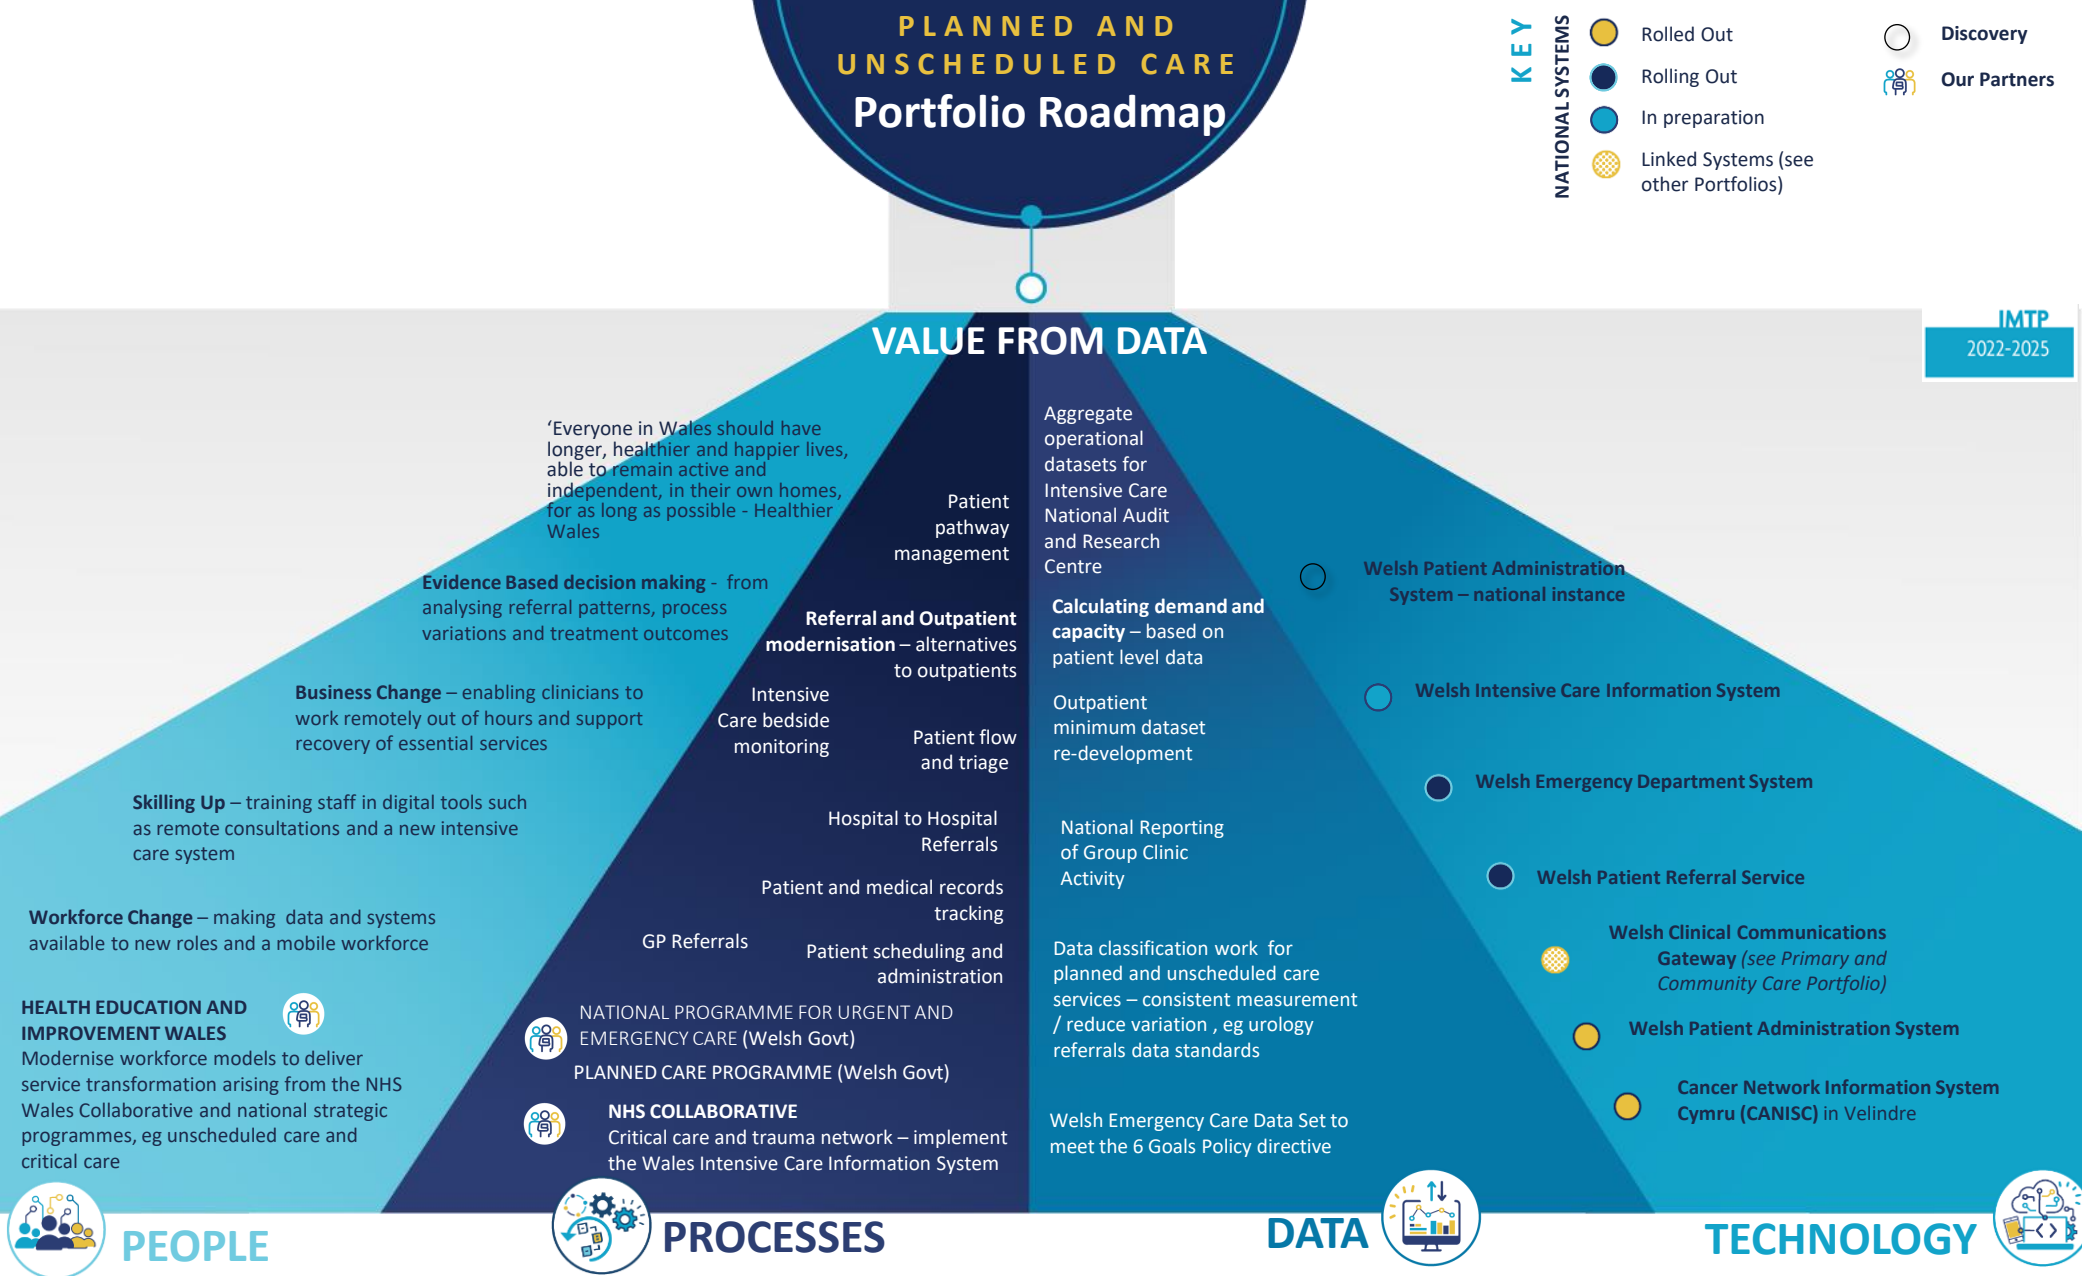 PLANNED AND
UNSCHEDULED CARE
Portfolio Roadmap
KEY
NATIONAL SYSTEMS
Rolled Out
Rolling Out
In preparation
Linked Systems (see
other Portfolios)
Discovery
Our Partners
IMTP
2022-2025
VALUE FROM DATA
‘Everyone in Wales should have
longer, healthier and happier lives,
able to remain active and
independent, in their own homes,
for as long as possible - Healthier
Wales
Evidence Based decision making - from
analysing referral patterns, process
variations and treatment outcomes
Business Change – enabling clinicians to
work remotely out of hours and support
recovery of essential services
Skilling Up – training staff in digital tools such
as remote consultations and a new intensive
care system
Workforce Change – making data and systems
available to new roles and a mobile workforce
HEALTH EDUCATION AND
IMPROVEMENT WALES
Modernise workforce models to deliver
service transformation arising from the NHS
Wales Collaborative and national strategic
programmes, eg unscheduled care and
critical care
PEOPLE
Patient
pathway
management
Referral and Outpatient
modernisation – alternatives
to outpatients
Intensive
Care bedside
monitoring
Patient flow
and triage
Hospital to Hospital
Referrals
Patient and medical records
tracking
GP Referrals
Patient scheduling and
administration
NATIONAL PROGRAMME FOR URGENT AND
EMERGENCY CARE (Welsh Govt)
PLANNED CARE PROGRAMME (Welsh Govt)
NHS COLLABORATIVE
Critical care and trauma network – implement
the Wales Intensive Care Information System
PROCESSES
Aggregate
operational
datasets for
Intensive Care
National Audit
and Research
Centre
Calculating demand and
capacity – based on
patient level data
Outpatient
minimum dataset
re-development
National Reporting
of Group Clinic
Activity
Data classification work for
planned and unscheduled care
services – consistent measurement
/ reduce variation , eg urology
referrals data standards
Welsh Emergency Care Data Set to
meet the 6 Goals Policy directive
DATA
Welsh Patient Administration
System – national instance
Welsh Intensive Care Information System
Welsh Emergency Department System
Welsh Patient Referral Service
Welsh Clinical Communications
Gateway (see Primary and
Community Care Portfolio)
Welsh Patient Administration System
Cancer Network Information System
Cymru (CANISC) in Velindre
TECHNOLOGY